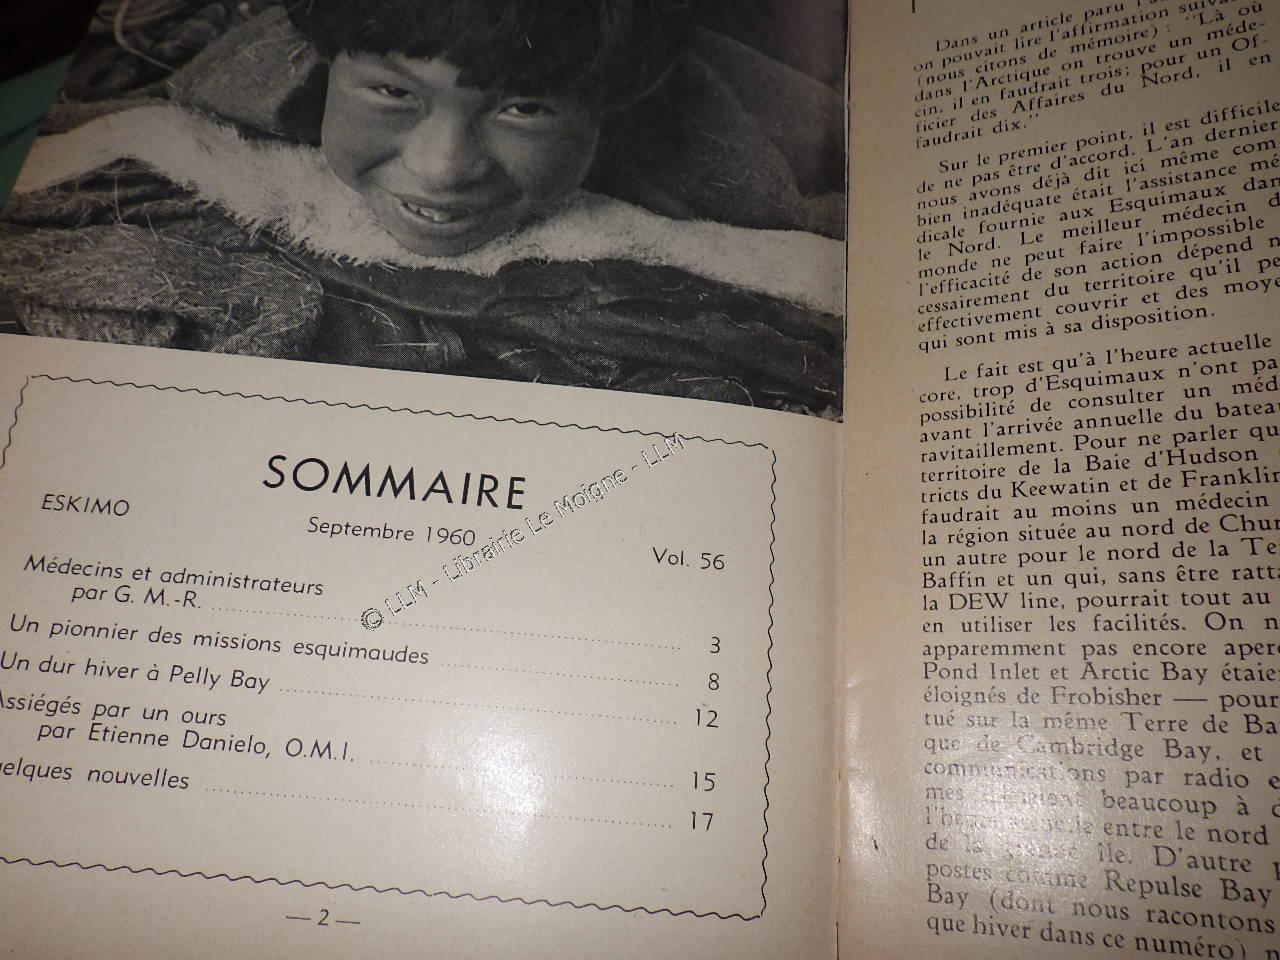 SOMMAIRE
ESKIMO
Septembre 1960
Vol. 56
Médecins et administrateurs
par G. M.-R. 3
Un pionnier des missions esquimaudes 8
Un dur hiver à Pelly Bay 12
Assiégés par un ours
par Etienne Danielo, O.M.I. 15
uelques nouvelles 17
— 2 —
© LLM - Librairie Le Moigne - LLM
Dans un article paru
on pouvait lire l'affirmation
(nous citons de mémoire) : "Là où
dans l'Arctique on trouve un méde-
cin, il en faudrait trois; pour un Of-
ficier des Affaires du Nord, il en
faudrait dix."
Sur le premier point, il est difficile
de ne pas être d'accord. L'an dernier
nous avons déjà dit ici même com
bien inadéquate était l'assistance mé
dicale fournie aux Esquimaux dan
le Nord. Le meilleur médecin d
monde ne peut faire l'impossible
l'efficacité de son action dépend n
cessairement du territoire qu'il pe
effectivement couvrir et des moye
qui sont mis à sa disposition.
Le fait est qu'à l'heure actuelle
core, trop d'Esquimaux n'ont pa
possibilité de consulter un méd
avant l'arrivée annuelle du bateau
ravitaillement. Pour ne parler qu
territoire de la Baie d'Hudson
tricts du Keewatin et de Franklin
faudrait au moins un médecin
la région située au nord de Chur
un autre pour le nord de la Te
Baffin et un qui, sans être ratta
la DEW line, pourrait tout au
en utiliser les facilités. On n
apparemment pas encore aperç
Pond Inlet et Arctic Bay étaie
éloignés de Frobisher — pour
tué sur la même Terre de Ba
que de Cambridge Bay, et
communications par radio e
mes beaucoup à d
entre le nord
de la île. D'autre p
postes comme Repulse Bay
Bay (dont nous racontons
que hiver dans ce numéro) n